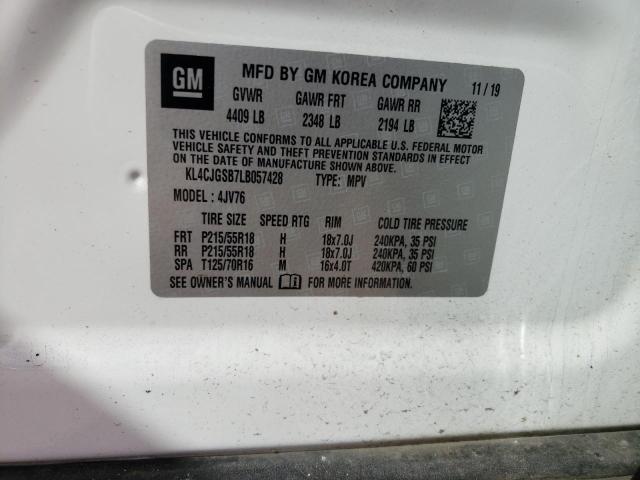 GM MFD BY GM KOREA COMPANY 11 / 19
GVWR GAWR FRT GAWR RR
4409 LB 2348 LB 2194 LB
THIS VEHICLE CONFORMS TO ALL APPLICABLE U.S. FEDERAL MOTOR
VEHICLE SAFETY AND THEFT PREVENTION STANDARDS IN EFFECT
ON THE DATE OF MANUFACTURE SHOWN ABOVE.
KL4CJGSB7LB057428 TYPE: MPV
MODEL : 4JV76
TIRE SIZE SPEED RTG RIM COLD TIRE PRESSURE
FRT P215/55R18 H 18x7.0J 240KPA, 35 PSI
RR P215/55R18 H 18x7.0J 240KPA, 35 PSI
SPA T125/70R16 M 16x4.0T 420KPA, 60 PSI
SEE OWNER'S MANUAL FOR MORE INFORMATION.